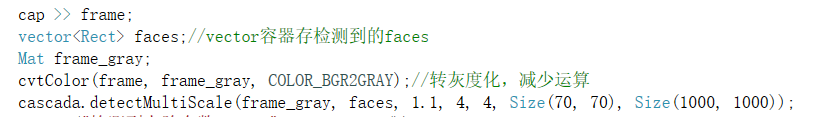 cap >> frame;
vector<Rect> faces;//vector容器存检测到的faces
Mat frame_gray;
cvtColor(frame, frame_gray, COLOR_BGR2GRAY);//转灰度化，减少运算
cascada.detectMultiScale(frame_gray, faces, 1.1, 4, 4, Size(70, 70), Size(1000, 1000));